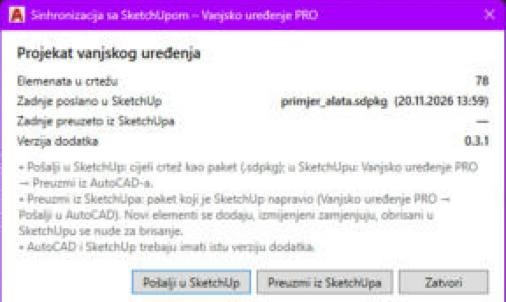 Sinhronizacija sa SketchUpom – Vanjsko uređenje PRO
Projekat vanjskog uređenja
Elemenata u crtežu 78
Zadnje poslano u SketchUp primjer_alata.sdpkg (20.11.2026 13:59)
Zadnje preuzeto iz SketchUpa —
Verzija dodatka 0.3.1
• Pošalji u SketchUp: cijeli crtež kao paket (.sdpkg); u SketchUpu: Vanjsko uređenje PRO
→ Preuzmi iz AutoCAD-a.
• Preuzmi iz SketchUpa: paket koji je SketchUp napravio (Vanjsko uređenje PRO →
Pošalji u AutoCAD). Novi elementi se dodaju, izmijenjeni zamjenjuju, obrisani u
SketchUpu se nude za brisanje.
• AutoCAD i SketchUp trebaju imati istu verziju dodatka.
Pošalji u SketchUp Preuzmi iz SketchUpa Zatvori